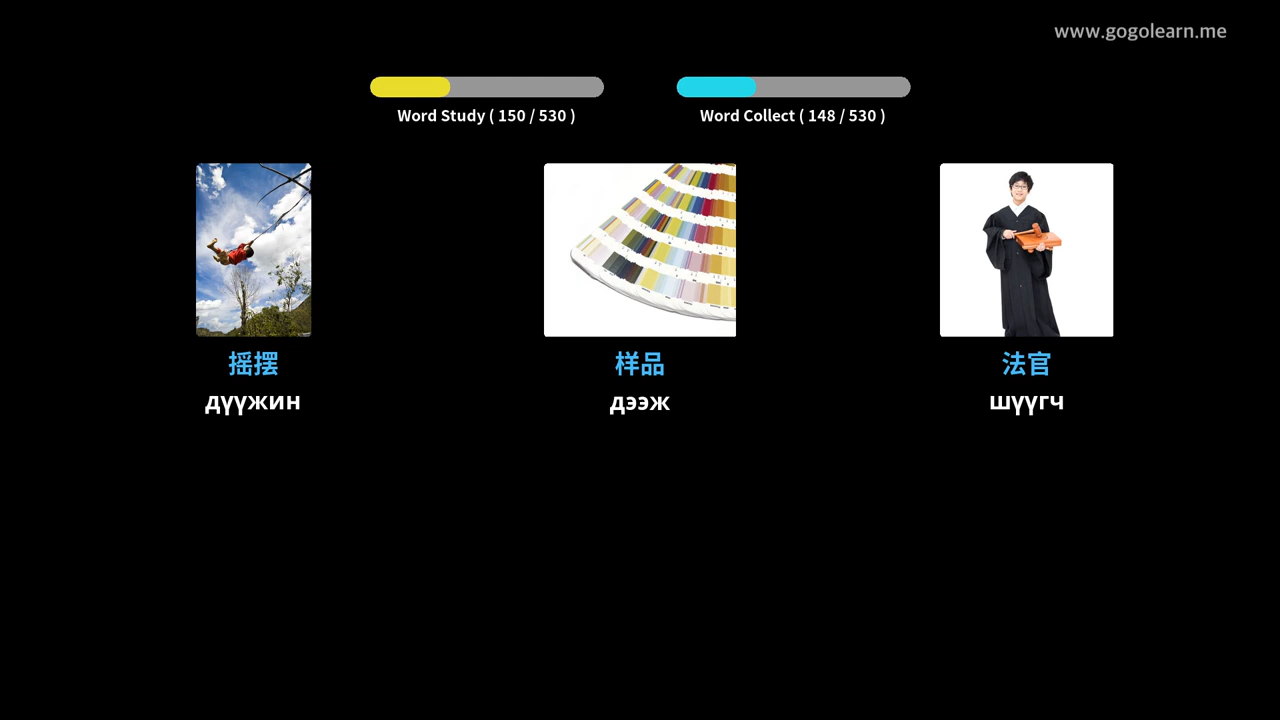 www.gogolearn.me
Word Study ( 150 / 530 )
Word Collect ( 148 / 530 )
摇摆
дүүжин
样品
дээж
法官
шүүгч